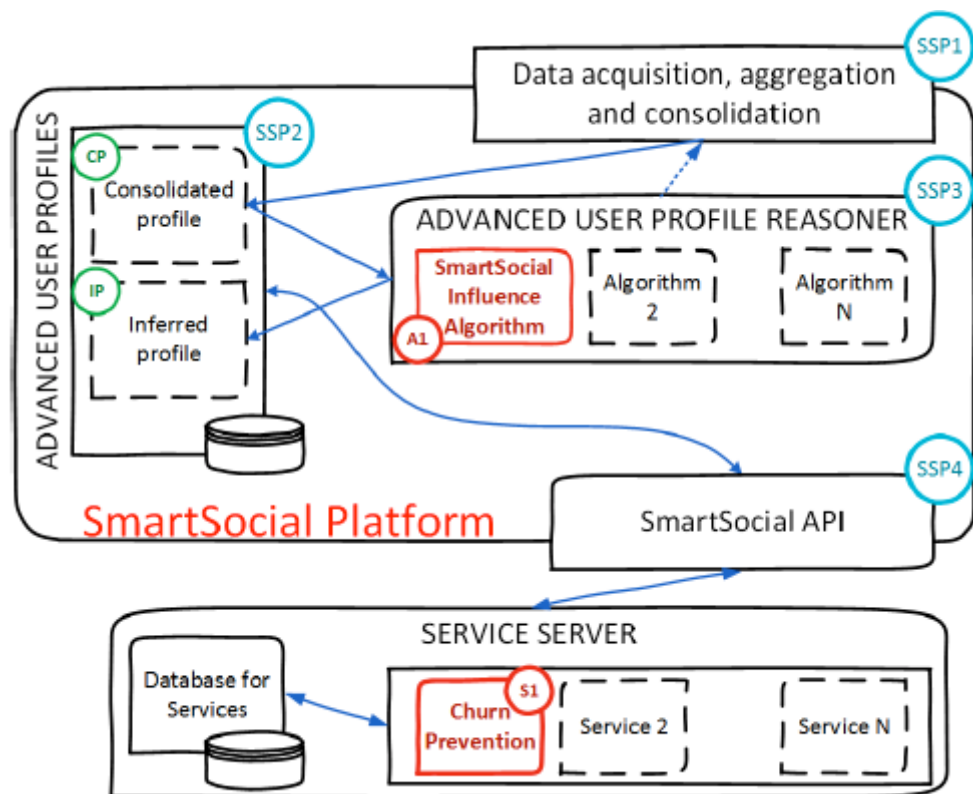 SSP1
Data acquisition, aggregation
and consolidation
ADVANCED USER PROFILES
SSP2
CP
Consolidated
profile
IP
Inferred
profile
SSP3
ADVANCED USER PROFILE REASONER
SmartSocial
Influence
Algorithm
A1
Algorithm
2
Algorithm
N
SSP4
SmartSocial API
SmartSocial Platform
SERVICE SERVER
Database for
Services
S1
Churn
Prevention
Service 2
Service N